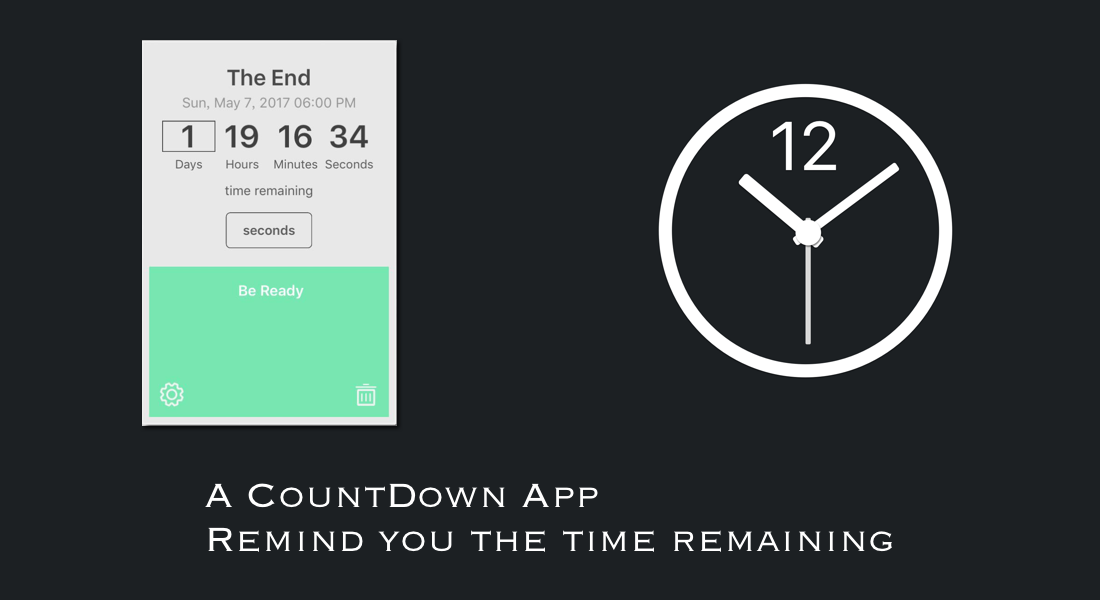 The End
Sun, May 7, 2017 06:00 PM
1 19 16 34
Days Hours Minutes Seconds
time remaining
seconds
Be Ready
12
A CountDown App
Remind you the time remaining